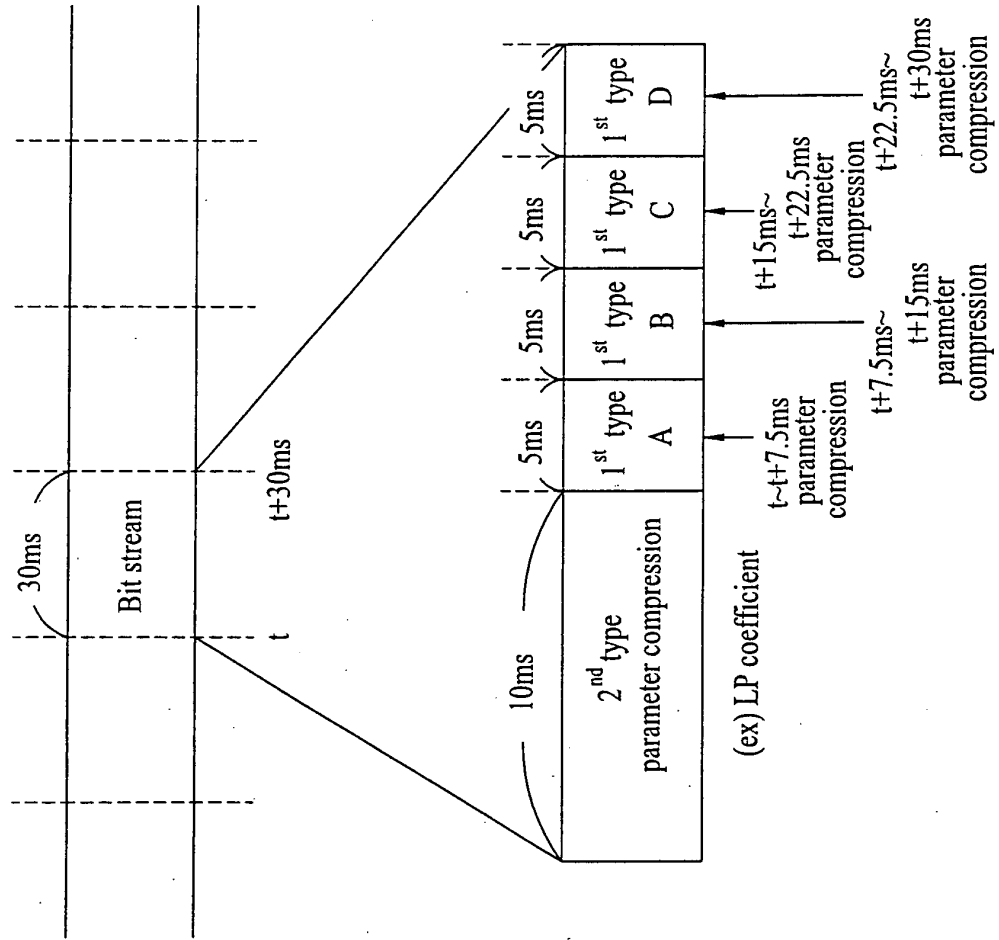 30ms
Bit stream
t
t+30ms
10ms
5ms
5ms
5ms
5ms
2nd type
parameter compression
1st type
A
1st type
B
1st type
C
1st type
D
(ex) LP coefficient
t~t+7.5ms
parameter
compression
t+7.5ms~
t+15ms
parameter
compression
t+15ms~
t+22.5ms
parameter
compression
t+22.5ms~
t+30ms
parameter
compression